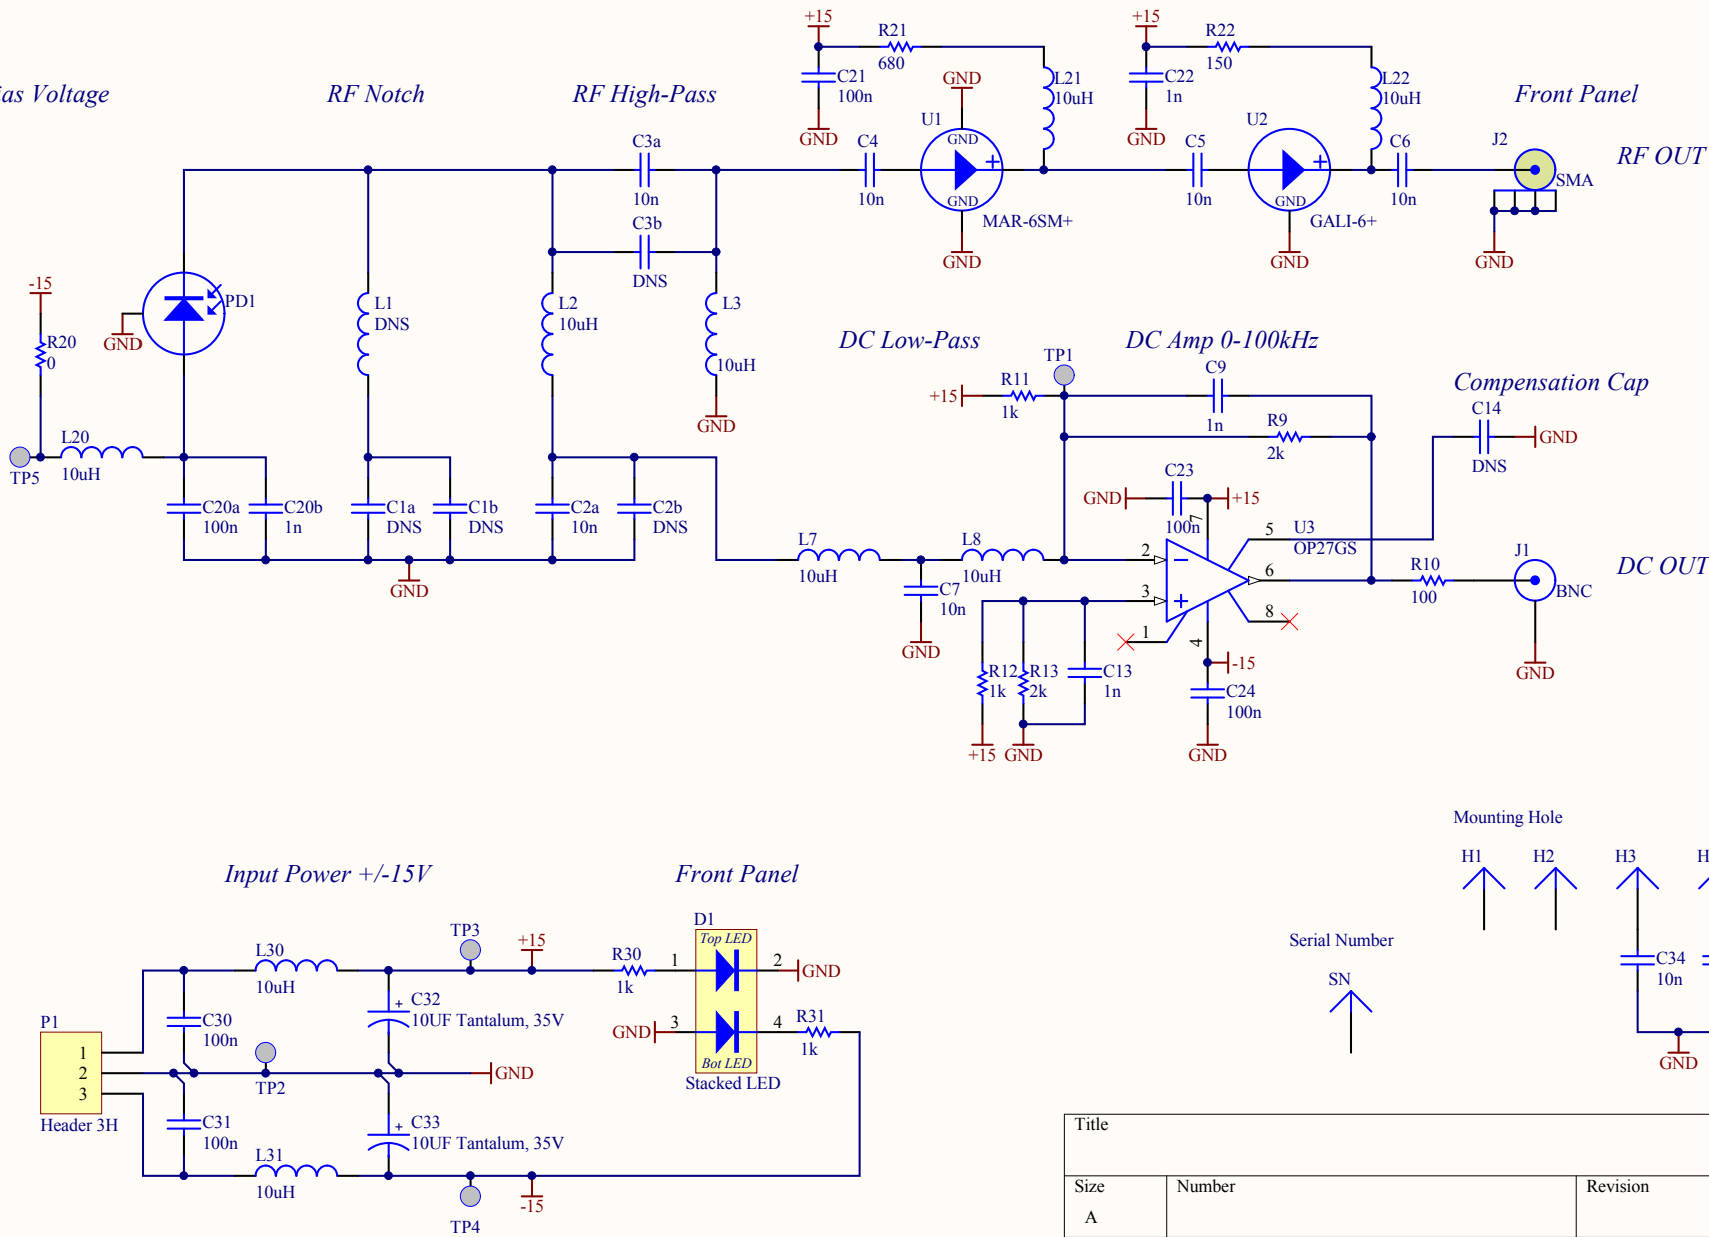 ias Voltage
RF Notch
RF High-Pass
+15
R21
680
C21
100n
GND
GND
U1
GND
GND
MAR-6SM+
GND
L21
10uH
C4
10n
+15
R22
150
C22
1n
GND
C5
10n
U2
GND
GALI-6+
GND
L22
10uH
C6
10n
Front Panel
J2
SMA
GND
RF OUT
C3a
10n
C3b
DNS
-15
R20
0
TP5
L20
10uH
GND
PD1
L1
DNS
L2
10uH
L3
10uH
GND
C20a
100n
C20b
1n
C1a
DNS
C1b
DNS
C2a
10n
C2b
DNS
GND
DC Low-Pass
DC Amp 0-100kHz
TP1
+15
R11
1k
C9
1n
R9
2k
Compensation Cap
C14
DNS
GND
GND
C23
100n
+15
7
L7
10uH
L8
10uH
C7
10n
GND
2
3
1
4
5
6
8
U3
OP27GS
R10
100
J1
BNC
GND
DC OUT
R12
1k
R13
2k
C13
1n
+15
GND
-15
C24
100n
GND
Mounting Hole
H1
H2
H3
H
Serial Number
SN
C34
10n
GND
Input Power +/-15V
Front Panel
P1
1
2
3
Header 3H
L30
10uH
C30
100n
TP2
C31
100n
L31
10uH
TP3
+15
+
C32
10UF Tantalum, 35V
GND
+
C33
10UF Tantalum, 35V
TP4
-15
R30
1k
D1
Top LED
1
2
GND
GND
3
4
Bot LED
Stacked LED
R31
1k
Title
Size
Number
Revision
A